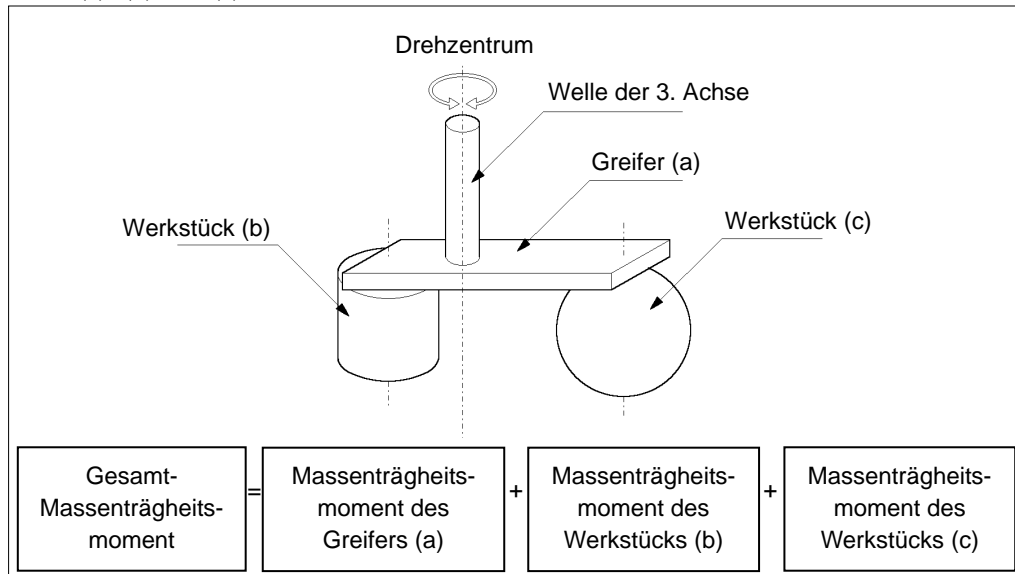 Drehzentrum
Welle der 3. Achse
Greifer (a)
Werkstück (b)
Werkstück (c)
Gesamt-
Massenträgheits-
moment
=
Massenträgheits-
moment des
Greifers (a)
+
Massenträgheits-
moment des
Werkstücks (b)
+
Massenträgheits-
moment des
Werkstücks (c)